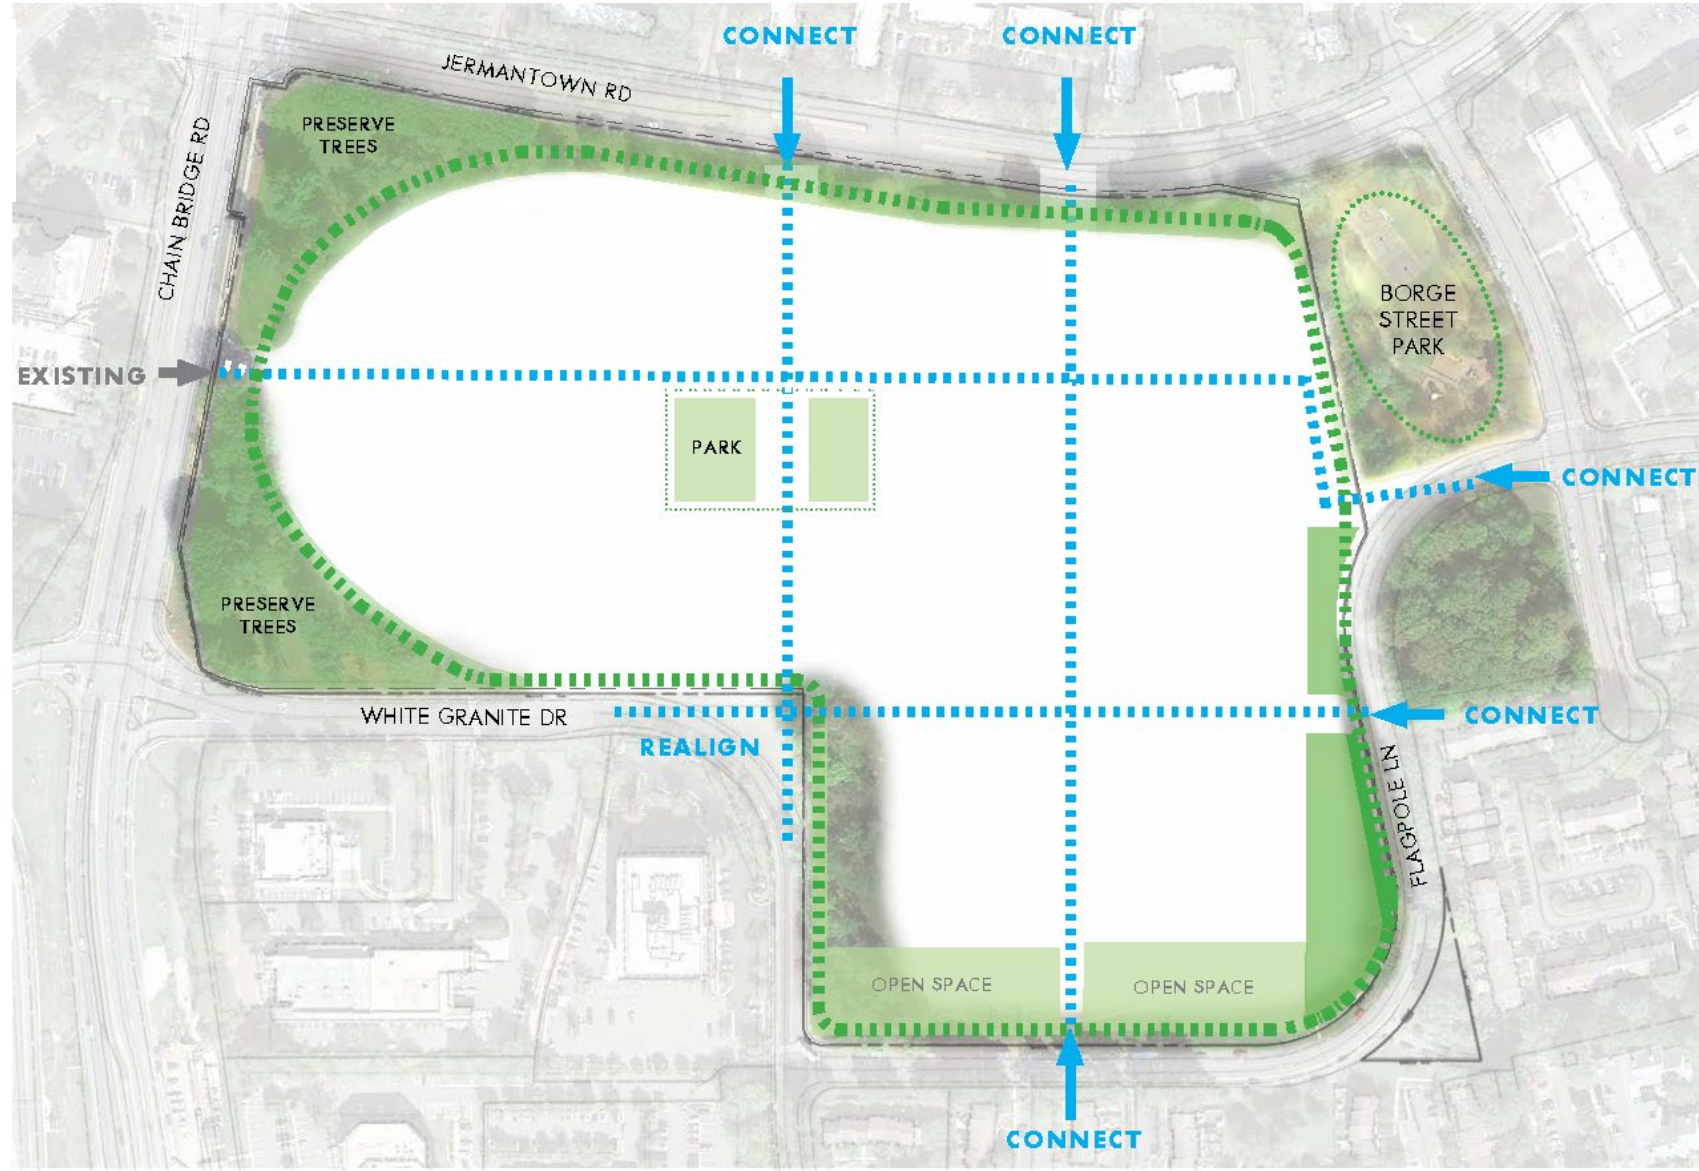 CONNECT
CONNECT
JERMANTOWN RD
PRESERVE
TREES
CHAIN BRIDGE RD
BORGE
STREET
PARK
EXISTING
PARK
CONNECT
PRESERVE
TREES
WHITE GRANITE DR
CONNECT
REALIGN
FLAGPOLE LN
OPEN SPACE
OPEN SPACE
CONNECT